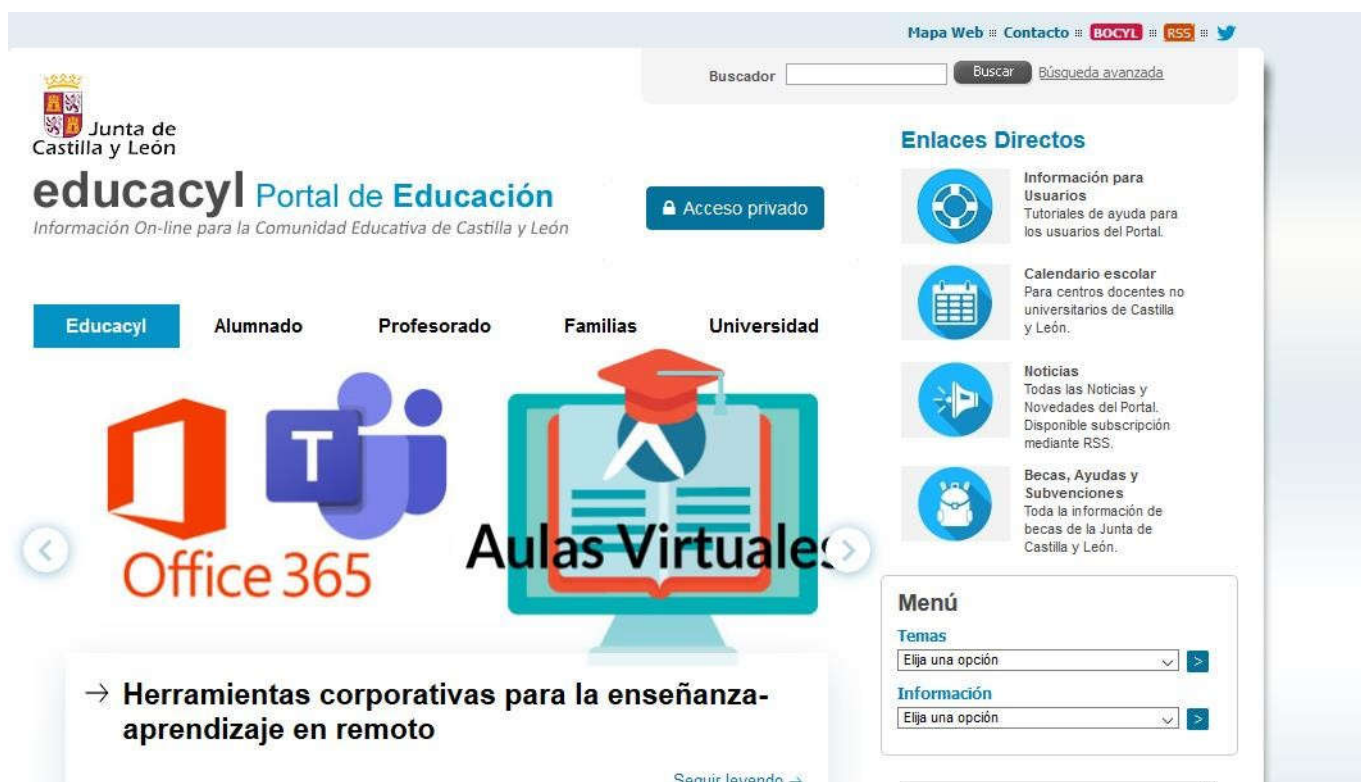 Mapa Web Contacto BOCYL RSS
Buscador Buscar Búsqueda avanzada
Junta de
Castilla y León
educacyl Portal de Educación
Información On-line para la Comunidad Educativa de Castilla y León
Acceso privado
Educacyl Alumnado Profesorado Familias Universidad
T
Office 365
Aulas Virtuales
→ Herramientas corporativas para la enseñanza-
aprendizaje en remoto
Seguir leyendo →
Enlaces Directos
Información para
Usuarios
Tutoriales de ayuda para
los usuarios del Portal.
Calendario escolar
Para centros docentes no
universitarios de Castilla
y León.
Noticias
Todas las Noticias y
Novedades del Portal.
Disponible subscripción
mediante RSS.
Becas, Ayudas y
Subvenciones
Toda la información de
becas de la Junta de
Castilla y León.
Menú
Temas
Elija una opción >
Información
Elija una opción >